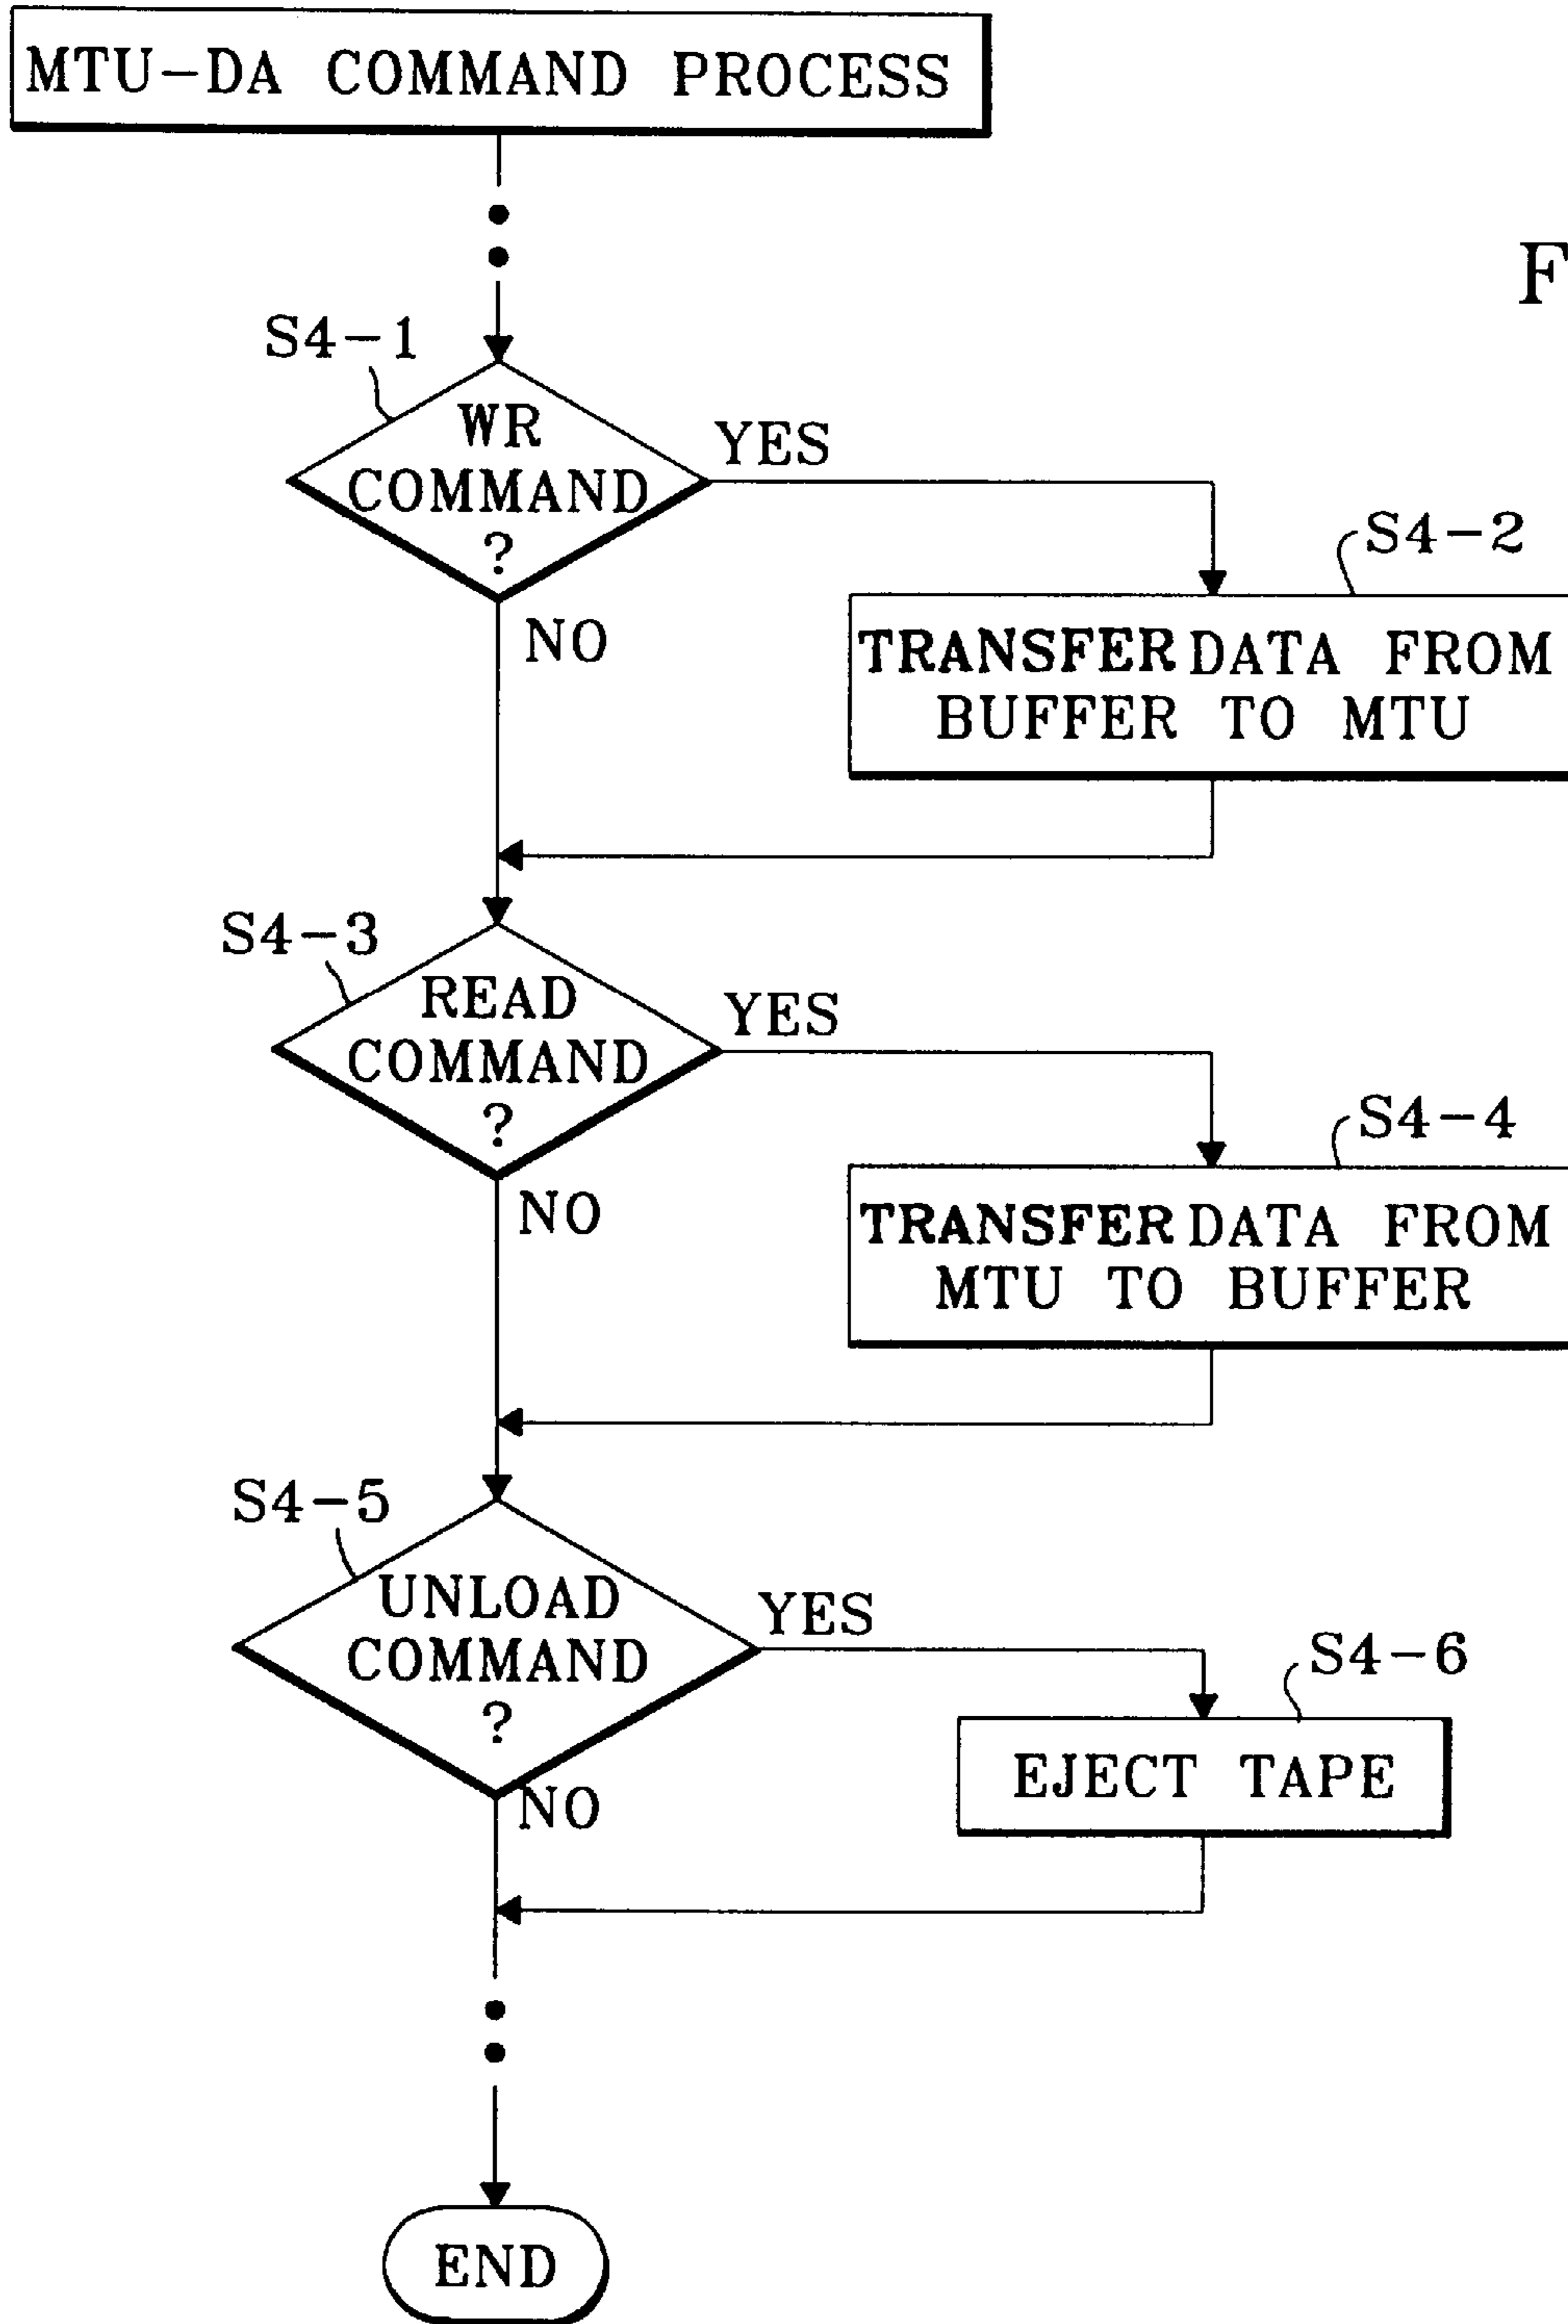 MTU-DA COMMAND PROCESS
F
S4-1
WR
COMMAND
?
YES
NO
S4-2
TRANSFER DATA FROM
BUFFER TO MTU
S4-3
READ
COMMAND
?
YES
NO
S4-4
TRANSFER DATA FROM
MTU TO BUFFER
S4-5
UNLOAD
COMMAND
?
YES
NO
S4-6
EJECT TAPE
END